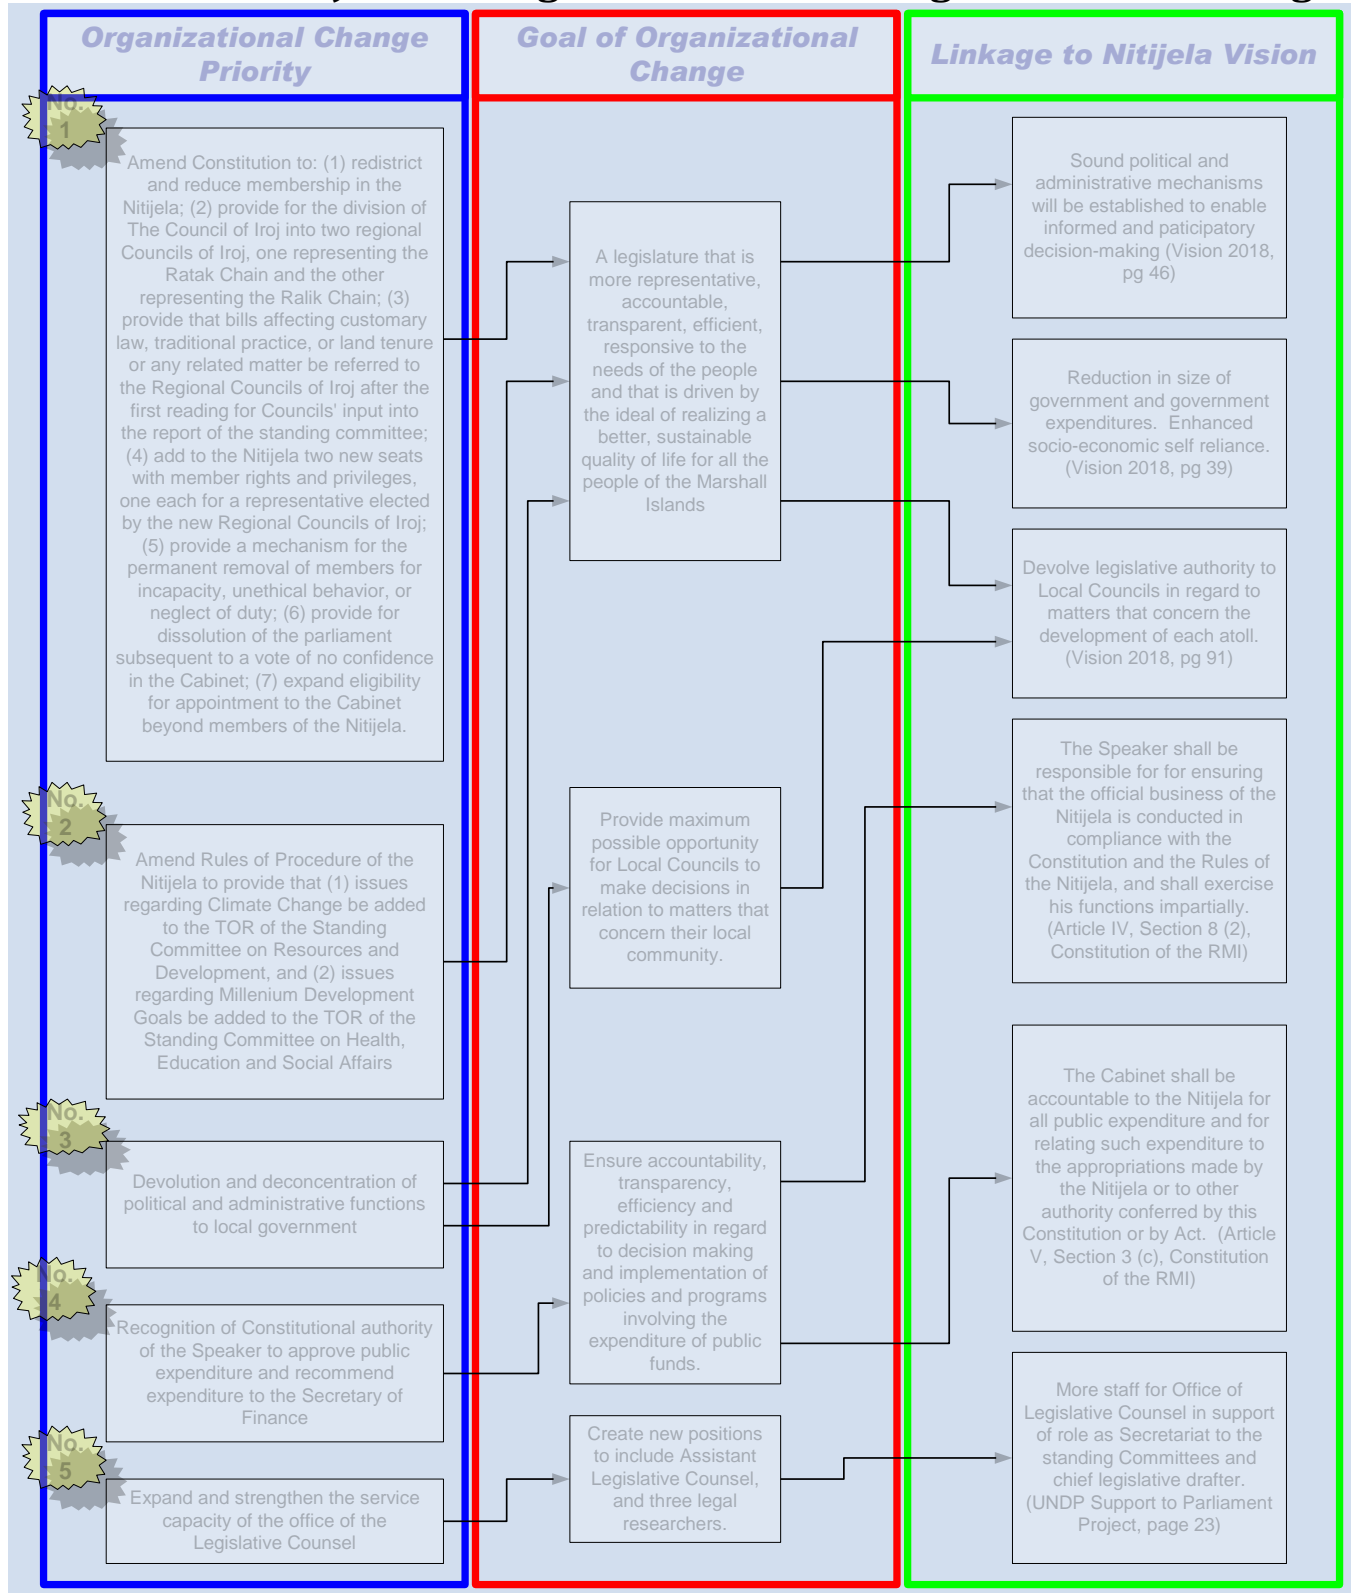 Organizational Change
Priority
Goal of Organizational
Change
Linkage to Nitijela Vision
No.
1
Amend Constitution to: (1) redistrict
and reduce membership in the
Nitijela; (2) provide for the division of
The Council of Iroj into two regional
Councils of Iroj, one representing the
Ratak Chain and the other
representing the Ralik Chain; (3)
provide that bills affecting customary
law, traditional practice, or land tenure
or any related matter be referred to
the Regional Councils of Iroj after the
first reading for Councils' input into
the report of the standing committee;
(4) add to the Nitijela two new seats
with member rights and privileges,
one each for a representative elected
by the new Regional Councils of Iroj;
(5) provide a mechanism for the
permanent removal of members for
incapacity, unethical behavior, or
neglect of duty; (6) provide for
dissolution of the parliament
subsequent to a vote of no confidence
in the Cabinet; (7) expand eligibility
for appointment to the Cabinet
beyond members of the Nitijela.
No.
2
Amend Rules of Procedure of the
Nitijela to provide that (1) issues
regarding Climate Change be added
to the TOR of the Standing
Committee on Resources and
Development, and (2) issues
regarding Millenium Development
Goals be added to the TOR of the
Standing Committee on Health,
Education and Social Affairs
No.
3
Devolution and deconcentration of
political and administrative functions
to local government
No.
4
Recognition of Constitutional authority
of the Speaker to approve public
expenditure and recommend
expenditure to the Secretary of
Finance
No.
5
Expand and strengthen the service
capacity of the office of the
Legislative Counsel
A legislature that is
more representative,
accountable,
transparent, efficient,
responsive to the
needs of the people
and that is driven by
the ideal of realizing a
better, sustainable
quality of life for all the
people of the Marshall
Islands
Provide maximum
possible opportunity
for Local Councils to
make decisions in
relation to matters that
concern their local
community.
Ensure accountability,
transparency,
efficiency and
predictability in regard
to decision making
and implementation of
policies and programs
involving the
expenditure of public
funds.
Create new positions
to include Assistant
Legislative Counsel,
and three legal
researchers.
Sound political and
administrative mechanisms
will be established to enable
informed and paticipatory
decision-making (Vision 2018,
pg 46)
Reduction in size of
government and government
expenditures.  Enhanced
socio-economic self reliance.
(Vision 2018, pg 39)
Devolve legislative authority to
Local Councils in regard to
matters that concern the
development of each atoll.
(Vision 2018, pg 91)
The Speaker shall be
responsible for for ensuring
that the official business of the
Nitijela is conducted in
compliance with the
Constitution and the Rules of
the Nitijela, and shall exercise
his functions impartially.
(Article IV, Section 8 (2),
Constitution of the RMI)
The Cabinet shall be
accountable to the Nitijela for
all public expenditure and for
relating such expenditure to
the appropriations made by
the Nitijela or to other
authority conferred by this
Constitution or by Act.  (Article
V, Section 3 (c), Constitution
of the RMI)
More staff for Office of
Legislative Counsel in support
of role as Secretariat to the
standing Committees and
chief legislative drafter.
(UNDP Support to Parliament
Project, page 23)